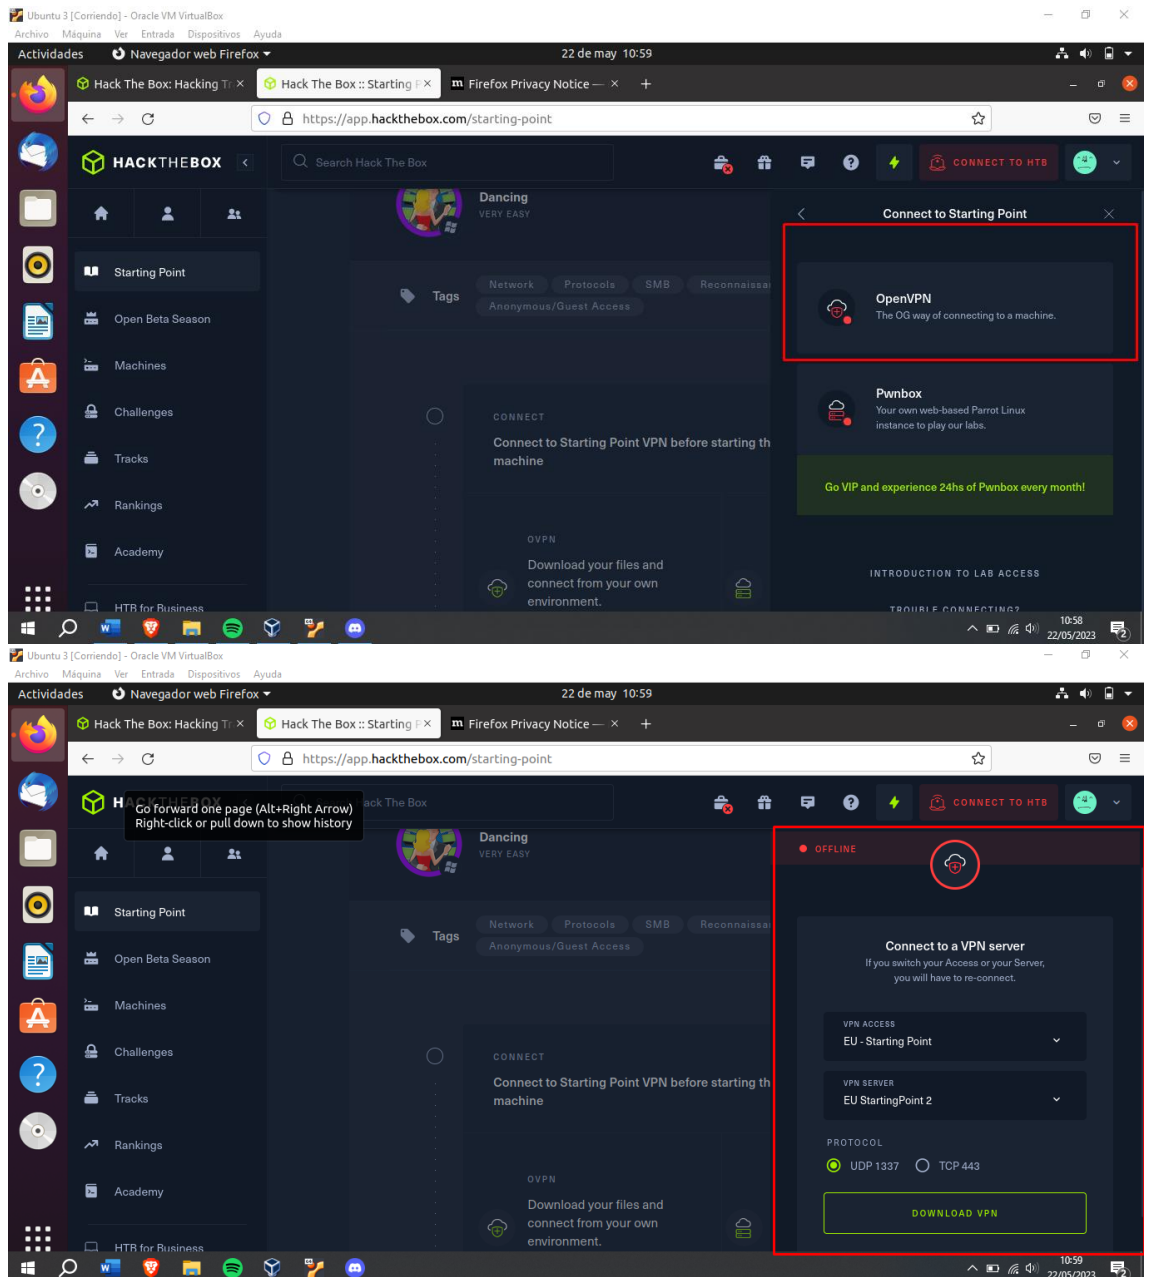 Ubuntu 3 [Corriendo] - Oracle VM VirtualBox
Archivo Máquina Ver Entrada Dispositivos Ayuda
Actividades Navegador web Firefox 22 de may 10:59
Hack The Box: Hacking Tr × Hack The Box :: Starting P × Firefox Privacy Notice — × +
https://app.hackthebox.com/starting-point
HACKTHEBOX Search Hack The Box CONNECT TO HTB
Dancing
VERY EASY
Connect to Starting Point
Starting Point
Tags
Network Protocols SMB Reconnaissa
Anonymous/Guest Access
OpenVPN
The OG way of connecting to a machine.
Open Beta Season
Machines
Challenges
Tracks
Rankings
Academy
HTB for Business
CONNECT
Connect to Starting Point VPN before starting th
machine
OVPN
Download your files and
connect from your own
environment.
Pwnbox
Your own web-based Parrot Linux
instance to play our labs.
Go VIP and experience 24hs of Pwnbox every month!
INTRODUCTION TO LAB ACCESS
TROUBLE CONNECTING?
10:58
22/05/2023
2
Ubuntu 3 [Corriendo] - Oracle VM VirtualBox
Archivo Máquina Ver Entrada Dispositivos Ayuda
Actividades Navegador web Firefox 22 de may 10:59
Hack The Box: Hacking Tr × Hack The Box :: Starting P × Firefox Privacy Notice — × +
https://app.hackthebox.com/starting-point
CONNECT TO HTB
Go forward one page (Alt+Right Arrow)
Right-click or pull down to show history
Dancing
VERY EASY
OFFLINE
Starting Point
Tags
Network Protocols SMB Reconnaissa
Anonymous/Guest Access
Open Beta Season
Machines
Challenges
Tracks
Rankings
Academy
HTB for Business
CONNECT
Connect to Starting Point VPN before starting th
machine
OVPN
Download your files and
connect from your own
environment.
Connect to a VPN server
If you switch your Access or your Server,
you will have to re-connect.
VPN ACCESS
EU - Starting Point
VPN SERVER
EU StartingPoint 2
PROTOCOL
UDP 1337 TCP 443
DOWNLOAD VPN
10:59
22/05/2023